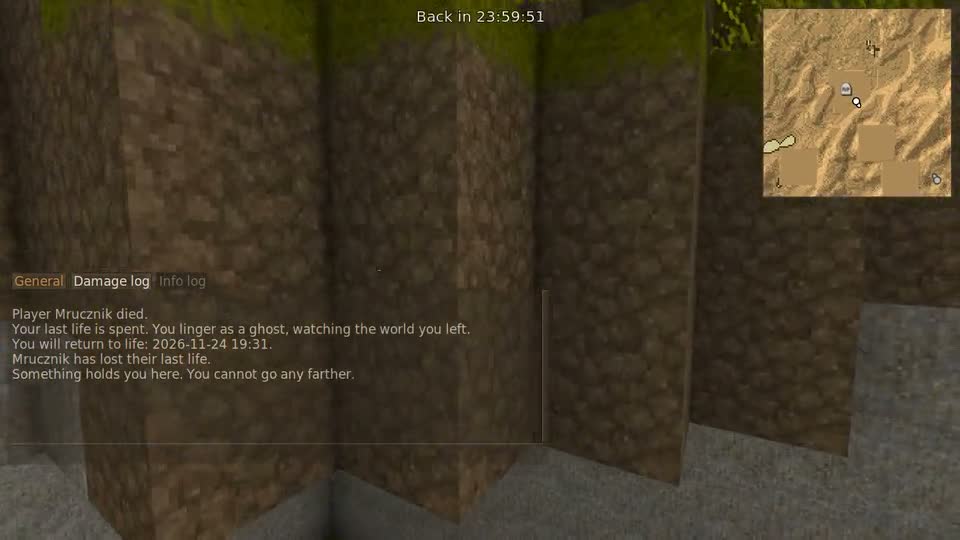 Back in 23:59:51
General Damage log Info log
Player Mrucznik died.
Your last life is spent. You linger as a ghost, watching the world you left.
You will return to life: 2026-11-24 19:31.
Mrucznik has lost their last life.
Something holds you here. You cannot go any farther.